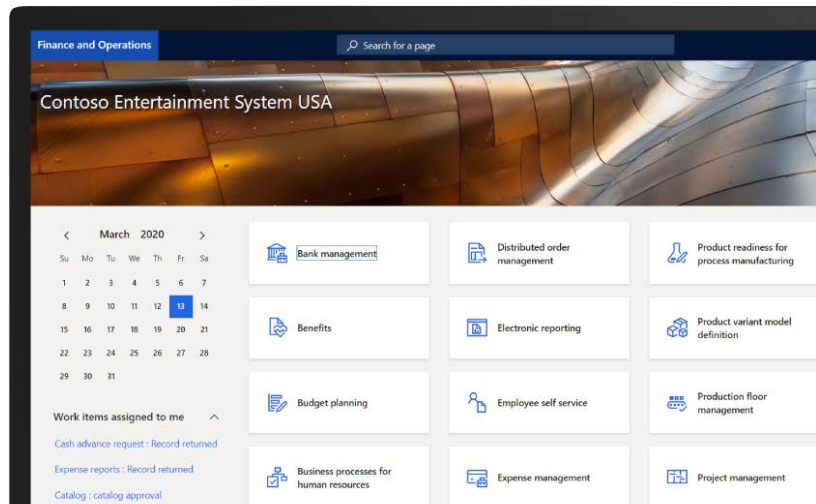 Finance and Operations
Search for a page
Contoso Entertainment System USA
March 2020
Su Mo Tu We Th Fr Sa
1 2 3 4 5 6 7
8 9 10 11 12 13 14
15 16 17 18 19 20 21
22 23 24 25 26 27 28
29 30 31
Work items assigned to me
Cash advance request : Record returned
Expense reports : Record returned
Catalog : catalog approval
Bank management
Distributed order
management
Product readiness for
process manufacturing
Benefits
Electronic reporting
Product variant model
definition
Budget planning
Employee self service
Production floor
management
Business processes for
human resources
Expense management
Project management